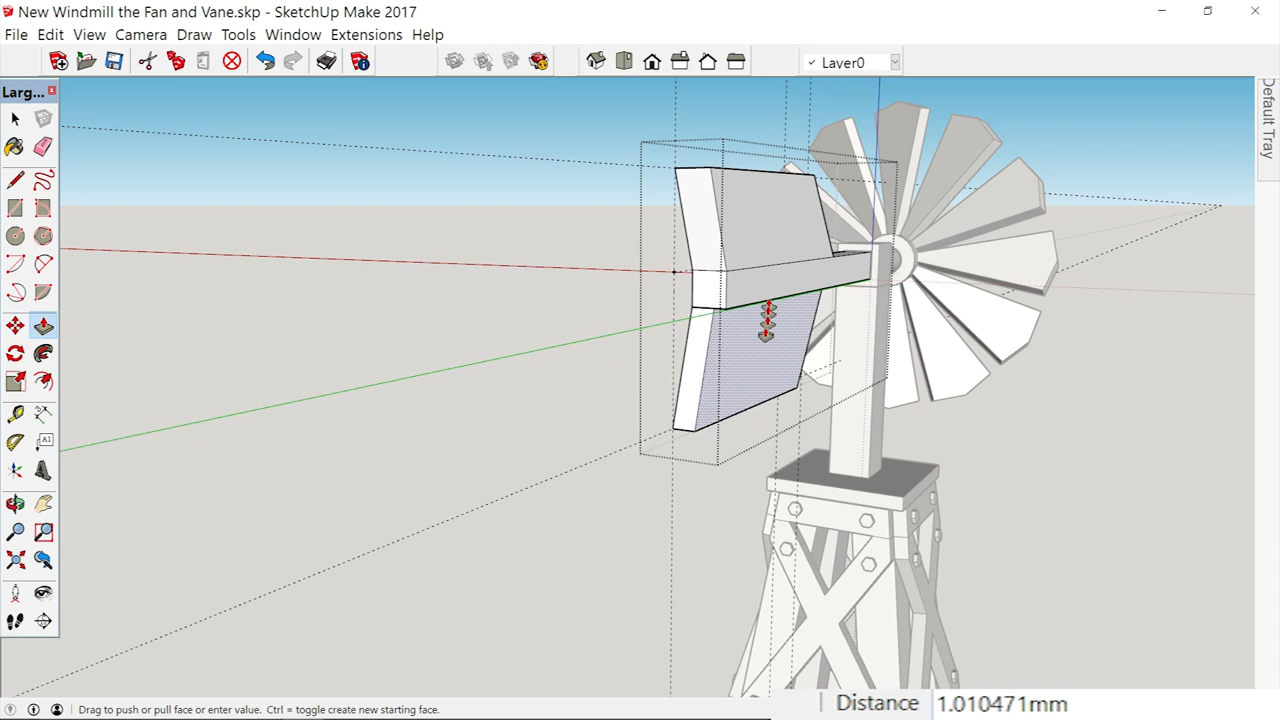 New Windmill the Fan and Vane.skp - SketchUp Make 2017
File Edit View Camera Draw Tools Window Extensions Help
Layer0
Larg...
Default Tray
A1
Drag to push or pull face or enter value. Ctrl = toggle create new starting face.
Distance 1.010471mm